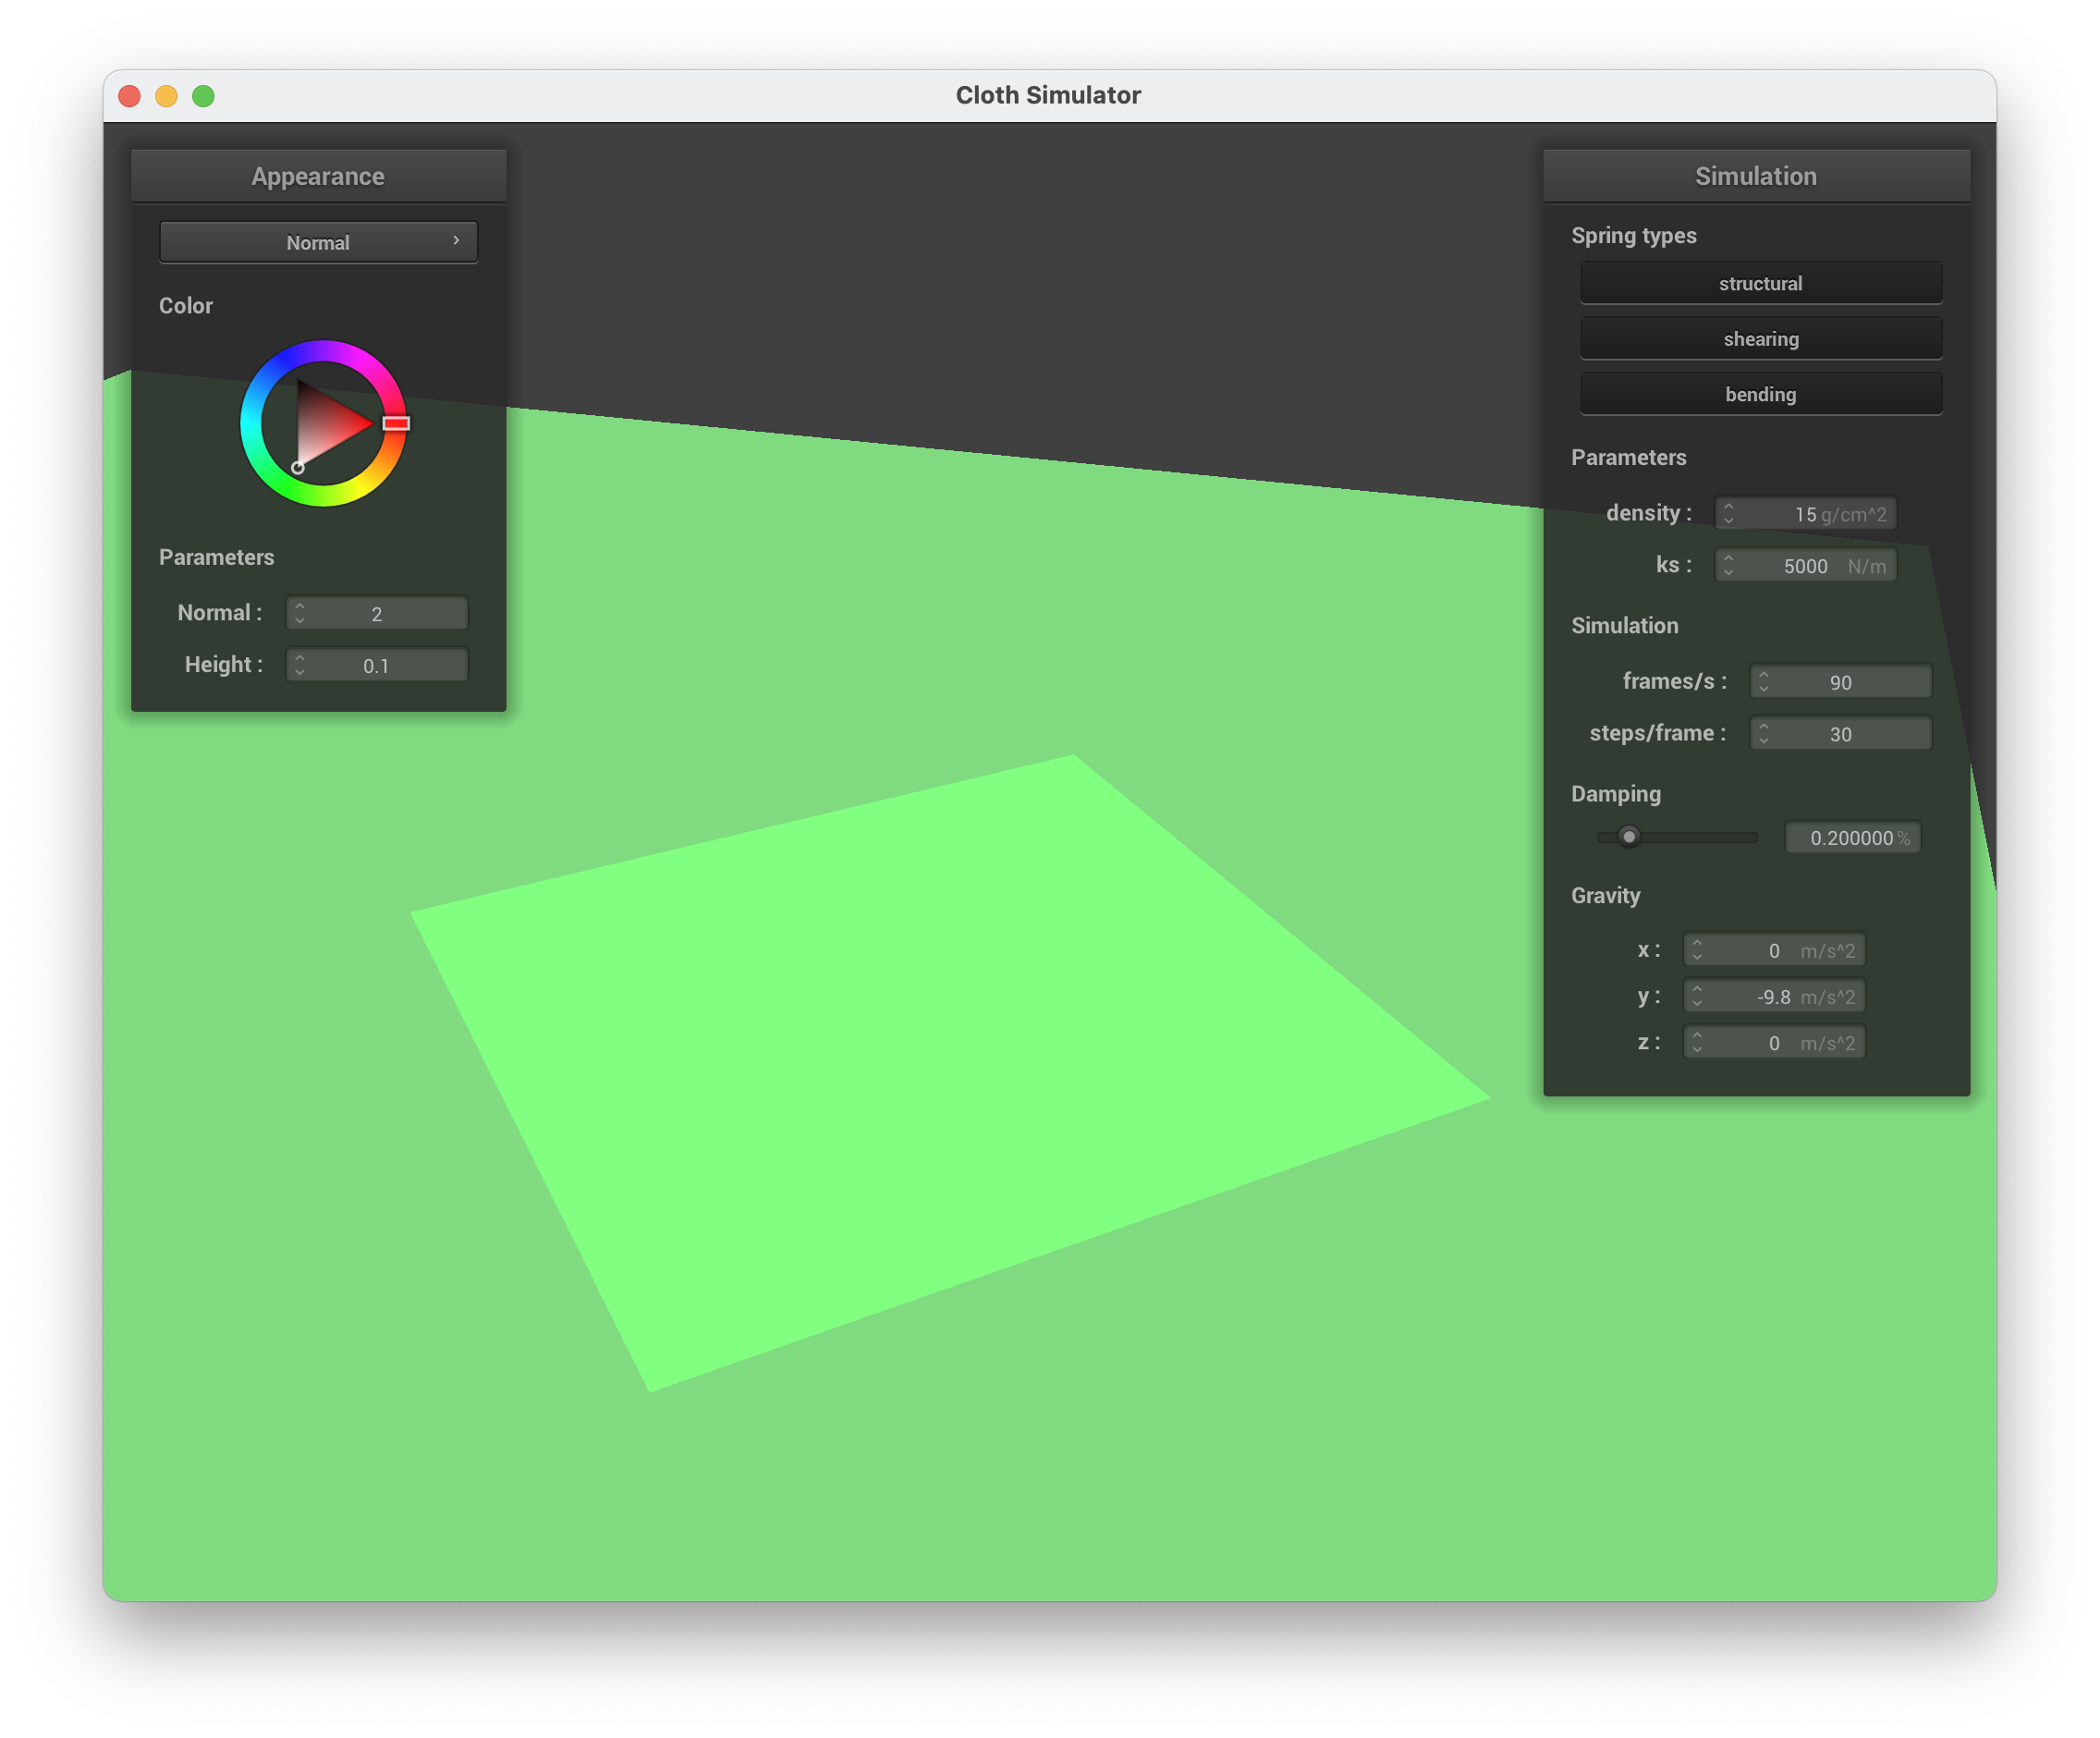 Cloth Simulator
Appearance
Normal
Color
Parameters
Normal :
2
Height :
0.1
Simulation
Spring types
structural
shearing
bending
Parameters
density :
15 g/cm^2
ks :
5000 N/m
Simulation
frames/s :
90
steps/frame :
30
Damping
0.200000 %
Gravity
x :
0 m/s^2
y :
-9.8 m/s^2
z :
0 m/s^2